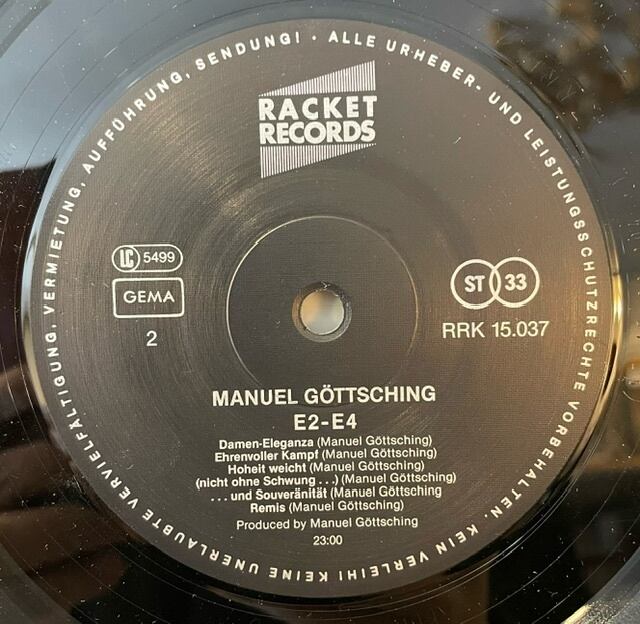 ALLE URHEBER- UND LEISTUNGSSCHUTZRECHTE VORBEHALTEN. KEIN VERLEIH! KEINE UNERLAUBTE VERVIELFÄLTIGUNG, VERMIETUNG, AUFFÜHRUNG, SENDUNG! ·
RACKET
RECORDS
LC 5499
GEMA
2
ST 33
RRK 15.037
MANUEL GÖTTSCHING
E2-E4
Damen-Eleganza (Manuel Göttsching)
Ehrenvoller Kampf (Manuel Göttsching)
Hoheit weicht (Manuel Göttsching)
(nicht ohne Schwung . . .) (Manuel Göttsching)
. . . und Souveränität (Manuel Göttsching
Remis (Manuel Göttsching)
Produced by Manuel Göttsching
23:00